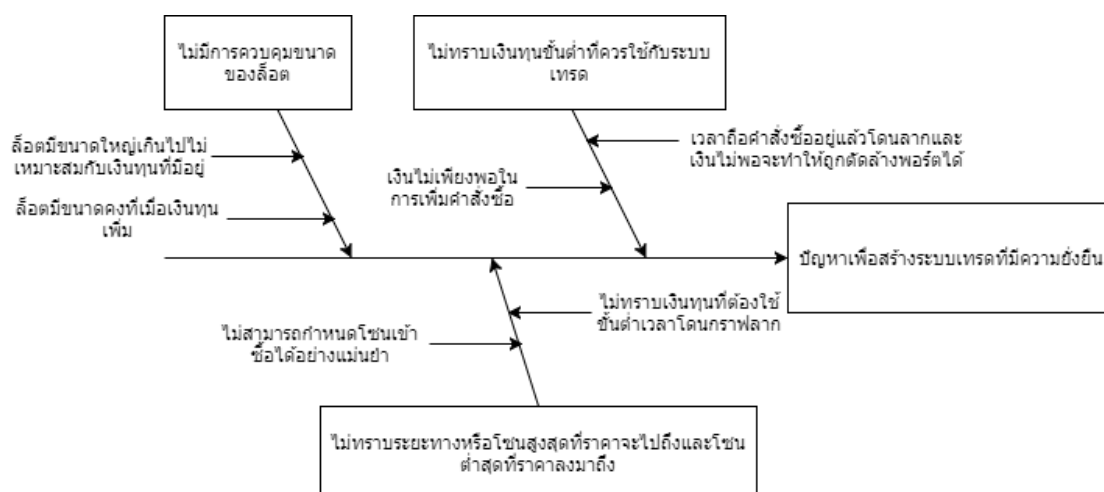 ไม่มีการควบคุมขนาด
ของล็อต
ไม่ทราบเงินทุนขั้นต่ำที่ควรใช้กับระบบ
เทรด
ล็อตมีขนาดใหญ่เกินไปไม่
เหมาะสมกับเงินทุนที่มีอยู่
ล็อตมีขนาดคงที่เมื่อเงินทุน
เพิ่ม
เงินไม่เพียงพอใน
การเพิ่มคำสั่งซื้อ
เวลาถือคำสั่งซื้ออยู่แล้วโดนลากและ
เงินไม่พอจะทำให้ถูกตัดล้างพอร์ตได้
ปัญหาเพื่อสร้างระบบเทรดที่มีความยั่งยืน
ไม่ทราบเงินทุนที่ต้องใช้
ขั้นต่ำเวลาโดนกราฟลาก
ไม่สามารถกำหนดโซนเข้า
ซื้อได้อย่างแม่นยำ
ไม่ทราบระยะทางหรือโซนสูงสุดที่ราคาจะไปถึงและโซน
ต่ำสุดที่ราคาลงมาถึง